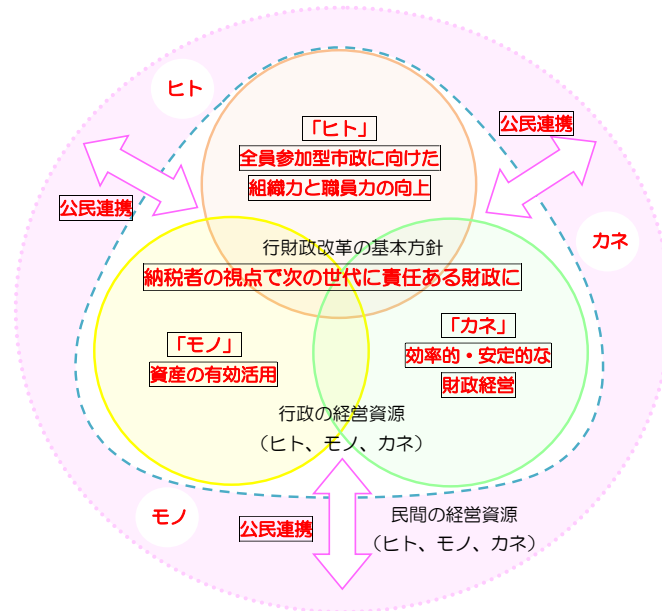 ヒト
公民連携
「ヒト」
全員参加型市政に向けた
組織力と職員力の向上
公民連携
カネ
行財政改革の基本方針
納税者の視点で次の世代に責任ある財政に
「モノ」
資産の有効活用
「カネ」
効率的・安定的な
財政経営
行政の経営資源
（ヒト、モノ、カネ）
モノ
公民連携
民間の経営資源
（ヒト、モノ、カネ）